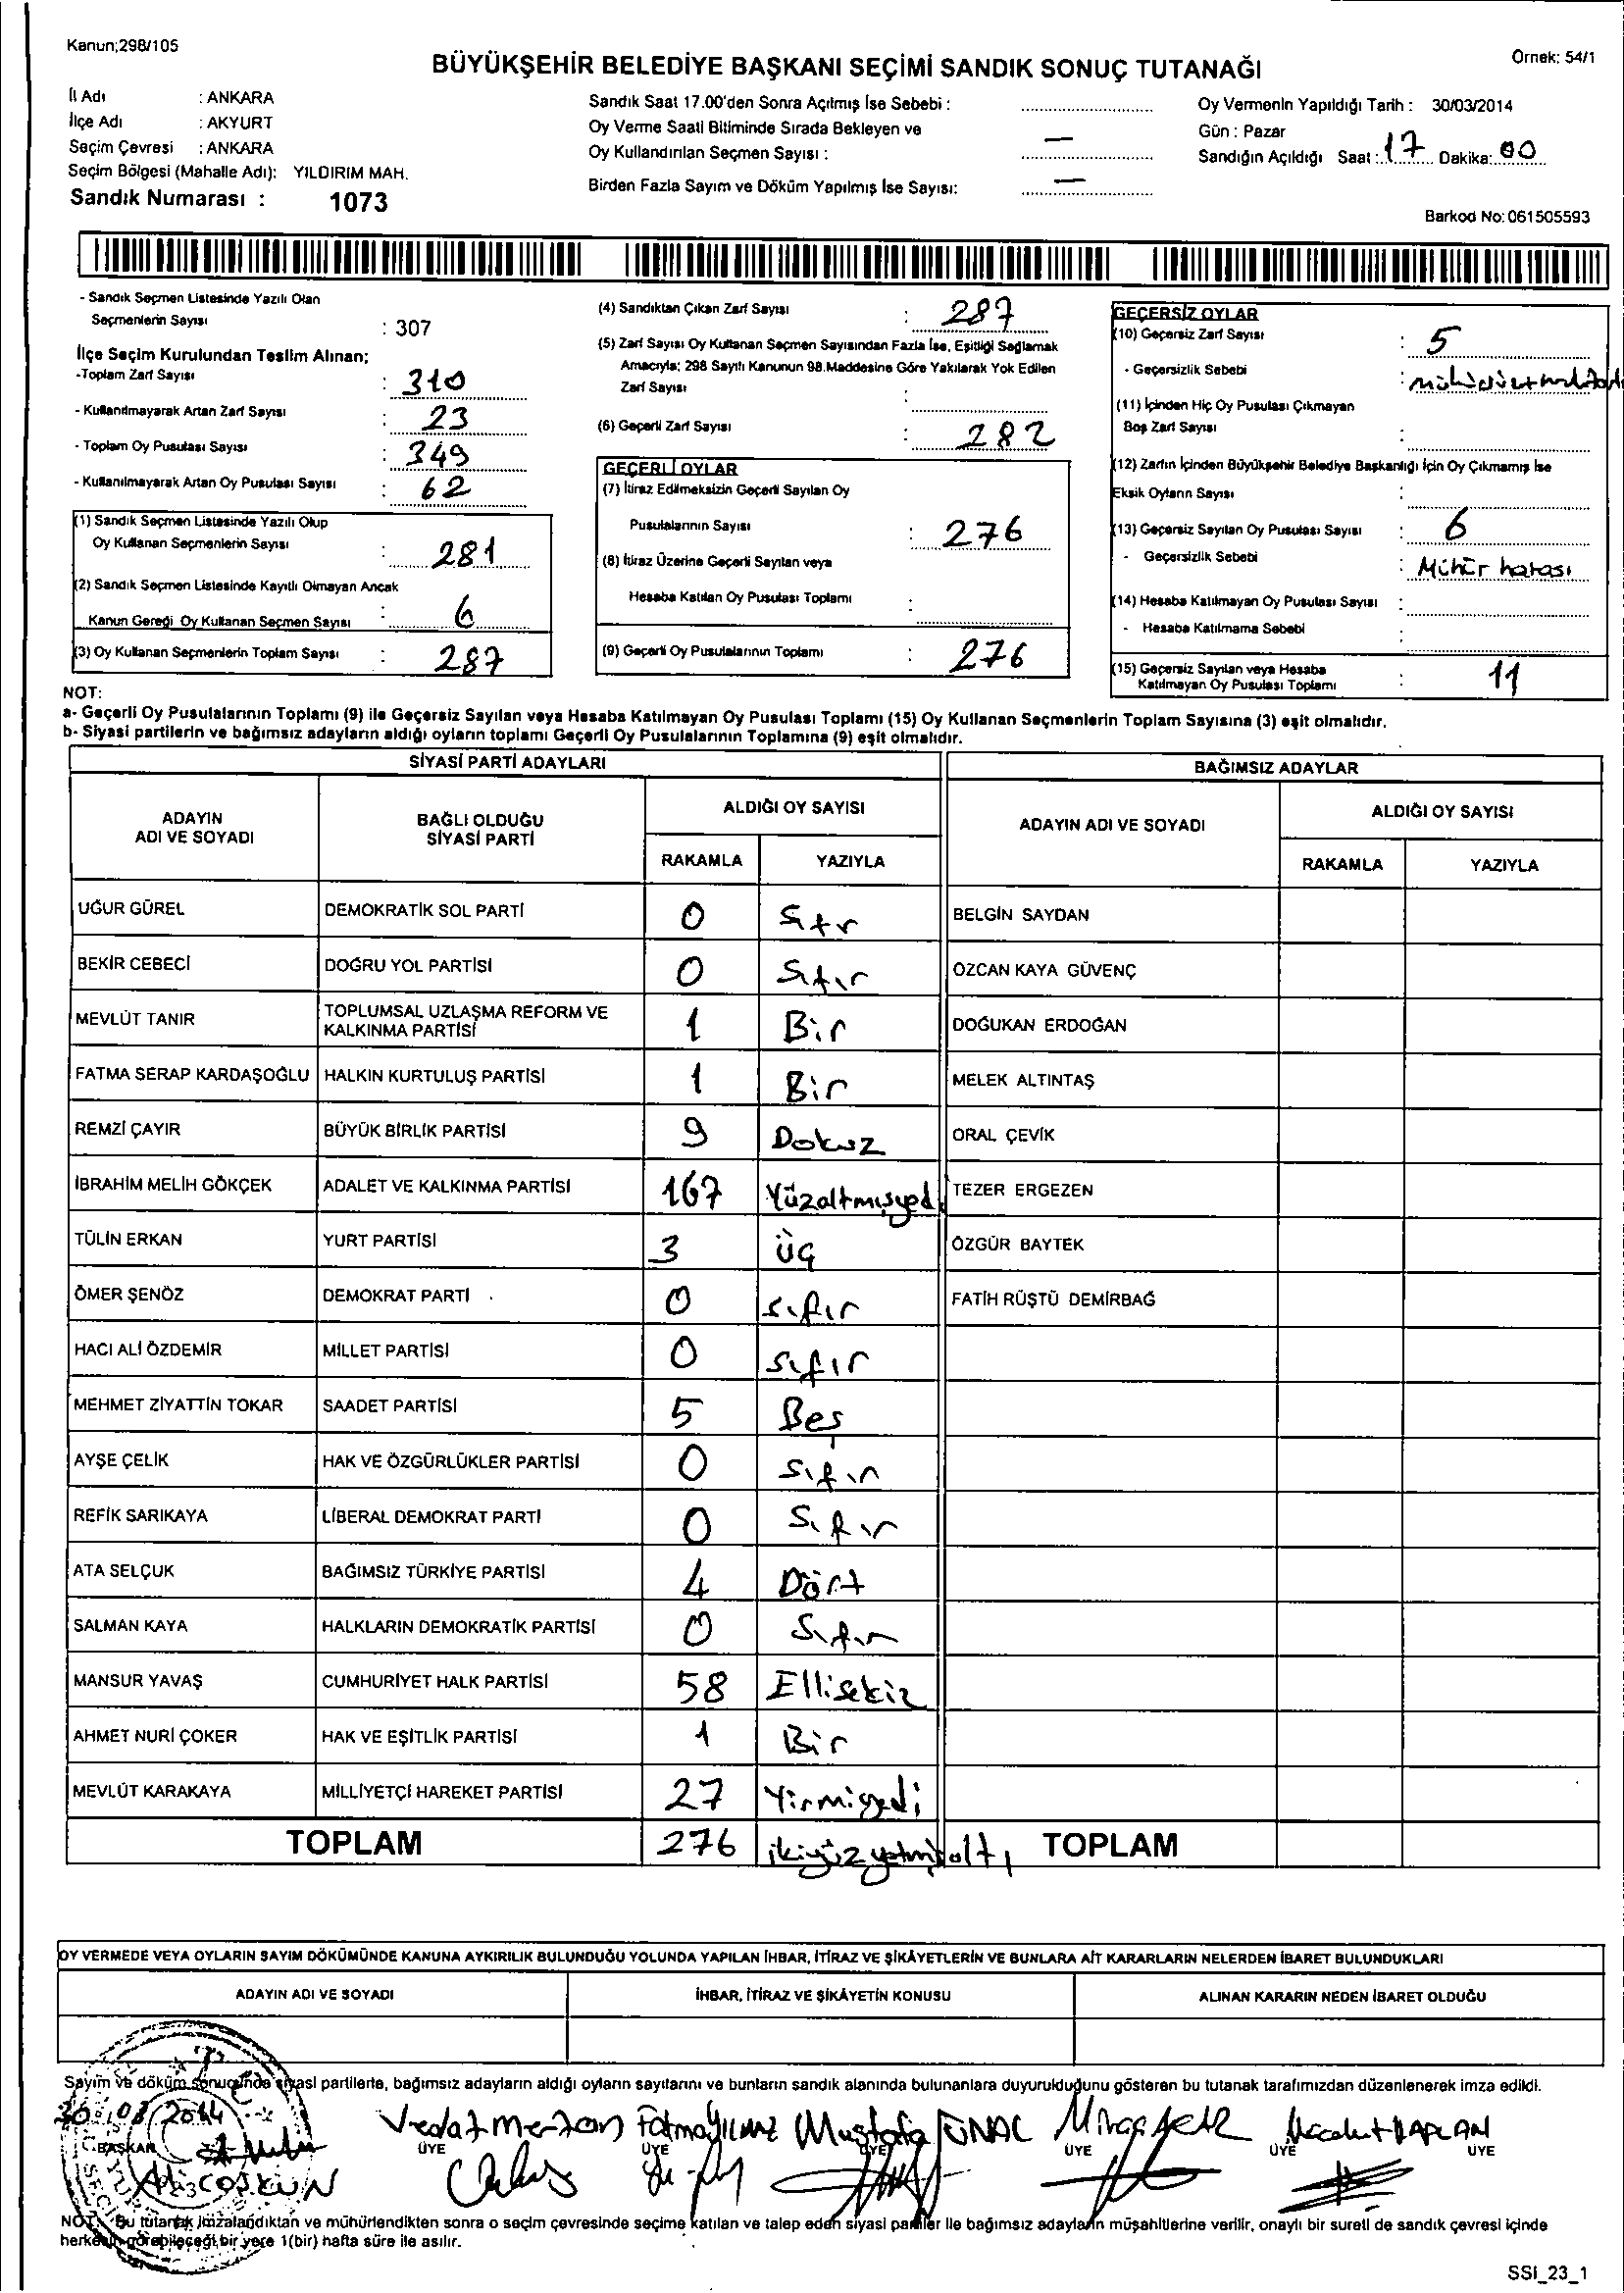 Kanun;298/105
Örnek: 54/1
BÜYÜKŞEHİR BELEDİYE BAŞKANI SEÇİMİ SANDIK SONUÇ TUTANAĞI
İl Adı : ANKARA
İlçe Adı : AKYURT
Seçim Çevresi : ANKARA
Seçim Bölgesi (Mahalle Adı): YILDIRIM MAH.
Sandık Numarası : 1073
Sandık Saat 17.00'den Sonra Açılmış İse Sebebi :
Oy Verme Saati Bitiminde Sırada Bekleyen ve
Oy Kullandırılan Seçmen Sayısı : —
Birden Fazla Sayım ve Döküm Yapılmış İse Sayısı: —
Oy Vermenin Yapıldığı Tarih : 30/03/2014
Gün : Pazar
Sandığın Açıldığı Saat : 17 Dakika: 00
Barkod No: 061505593
- Sandık Seçmen Listesinde Yazılı Olan
Seçmenlerin Sayısı : 307
İlçe Seçim Kurulundan Teslim Alınan;
-Toplam Zarf Sayısı : 310
- Kullanılmayarak Artan Zarf Sayısı : 23
- Toplam Oy Pusulası Sayısı : 349
- Kullanılmayarak Artan Oy Pusulası Sayısı : 62
(1) Sandık Seçmen Listesinde Yazılı Olup
Oy Kullanan Seçmenlerin Sayısı : 281
(2) Sandık Seçmen Listesinde Kayıtlı Olmayan Ancak
Kanun Gereği Oy Kullanan Seçmen Sayısı : 6
(3) Oy Kullanan Seçmenlerin Toplam Sayısı : 287
(4) Sandıktan Çıkan Zarf Sayısı : 287
(5) Zarf Sayısı Oy Kullanan Seçmen Sayısından Fazla İse, Eşitliği Sağlamak
Amacıyla; 298 Sayılı Kanunun 98.Maddesine Göre Yakılarak Yok Edilen
Zarf Sayısı :
(6) Geçerli Zarf Sayısı : 282
GEÇERLİ OYLAR
(7) İtiraz Edilmeksizin Geçerli Sayılan Oy
Pusulalarının Sayısı : 276
(8) İtiraz Üzerine Geçerli Sayılan veya
Hesaba Katılan Oy Pusulası Toplamı :
(9) Geçerli Oy Pusulalarının Toplamı : 276
GEÇERSİZ OYLAR
(10) Geçersiz Zarf Sayısı : 5
- Geçersizlik Sebebi :
(11) İçinden Hiç Oy Pusulası Çıkmayan
Boş Zarf Sayısı :
(12) Zarfın İçinden Büyükşehir Belediye Başkanlığı İçin Oy Çıkmamış İse
Eksik Oyların Sayısı :
(13) Geçersiz Sayılan Oy Pusulası Sayısı : 6
- Geçersizlik Sebebi : Mühür hatası
(14) Hesaba Katılmayan Oy Pusulası Sayısı :
- Hesaba Katılmama Sebebi :
(15) Geçersiz Sayılan veya Hesaba
Katılmayan Oy Pusulası Toplamı : 11
NOT:
a- Geçerli Oy Pusulalarının Toplamı (9) ile Geçersiz Sayılan veya Hesaba Katılmayan Oy Pusulası Toplamı (15) Oy Kullanan Seçmenlerin Toplam Sayısına (3) eşit olmalıdır.
b- Siyasi partilerin ve bağımsız adayların aldığı oyların toplamı Geçerli Oy Pusulalarının Toplamına (9) eşit olmalıdır.
SİYASİ PARTİ ADAYLARI
BAĞIMSIZ ADAYLAR
ADAYIN
ADI VE SOYADI
BAĞLI OLDUĞU
SİYASİ PARTİ
ALDIĞI OY SAYISI
RAKAMLA YAZIYLA
ADAYIN ADI VE SOYADI
ALDIĞI OY SAYISI
RAKAMLA YAZIYLA
UĞUR GÜREL DEMOKRATİK SOL PARTİ 0 Sıfır BELGİN SAYDAN
BEKİR CEBECİ DOĞRU YOL PARTİSİ 0 Sıfır ÖZCAN KAYA GÜVENÇ
MEVLÜT TANIR TOPLUMSAL UZLAŞMA REFORM VE
KALKINMA PARTİSİ 1 Bir DOĞUKAN ERDOĞAN
FATMA SERAP KARDAŞOĞLU HALKIN KURTULUŞ PARTİSİ 1 Bir MELEK ALTINTAŞ
REMZİ ÇAYIR BÜYÜK BİRLİK PARTİSİ 9 Dokuz ORAL ÇEVİK
İBRAHİM MELİH GÖKÇEK ADALET VE KALKINMA PARTİSİ 167 Yüzaltmışyedi TEZER ERGEZEN
TÜLİN ERKAN YURT PARTİSİ 3 üç ÖZGÜR BAYTEK
ÖMER ŞENÖZ DEMOKRAT PARTİ 0 sıfır FATİH RÜŞTÜ DEMİRBAĞ
HACI ALİ ÖZDEMİR MİLLET PARTİSİ 0 sıfır
MEHMET ZİYATTİN TOKAR SAADET PARTİSİ 5 Beş
AYŞE ÇELİK HAK VE ÖZGÜRLÜKLER PARTİSİ 0 Sıfır
REFİK SARIKAYA LİBERAL DEMOKRAT PARTİ 0 Sıfır
ATA SELÇUK BAĞIMSIZ TÜRKİYE PARTİSİ 4 Dört
SALMAN KAYA HALKLARIN DEMOKRATİK PARTİSİ 0 Sıfır
MANSUR YAVAŞ CUMHURİYET HALK PARTİSİ 58 Ellisekiz
AHMET NURİ ÇOKER HAK VE EŞİTLİK PARTİSİ 1 Bir
MEVLÜT KARAKAYA MİLLİYETÇİ HAREKET PARTİSİ 27 Yirmiyedi
TOPLAM 276 ikiyüzyetmişaltı TOPLAM
OY VERMEDE VEYA OYLARIN SAYIM DÖKÜMÜNDE KANUNA AYKIRILIK BULUNDUĞU YOLUNDA YAPILAN İHBAR, İTİRAZ VE ŞİKÂYETLERİN VE BUNLARA AİT KARARLARIN NELERDEN İBARET BULUNDUKLARI
ADAYIN ADI VE SOYADI İHBAR, İTİRAZ VE ŞİKÂYETİN KONUSU ALINAN KARARIN NEDEN İBARET OLDUĞU
Sayım ve döküm sonucunda siyasi partilerle, bağımsız adayların aldığı oyların sayılarını ve bunların sandık alanında bulunanlara duyurulduğunu gösteren bu tutanak tarafımızdan düzenlenerek imza edildi.
30/03/2014
Vedat Fatma YILMAZ Mustafa ÜNAL KAPLAN
BAŞKAN ÜYE ÜYE ÜYE ÜYE ÜYE ÜYE
Ali COŞKUN
NOT: Bu tutanak imzalandıktan ve mühürlendikten sonra o seçim çevresinde seçime katılan ve talep eden siyasi partiler ile bağımsız adayların müşahitlerine verilir, onaylı bir sureti de sandık çevresi içinde
herkesin görebileceği bir yere 1(bir) hafta süre ile asılır.
SSI_23_1